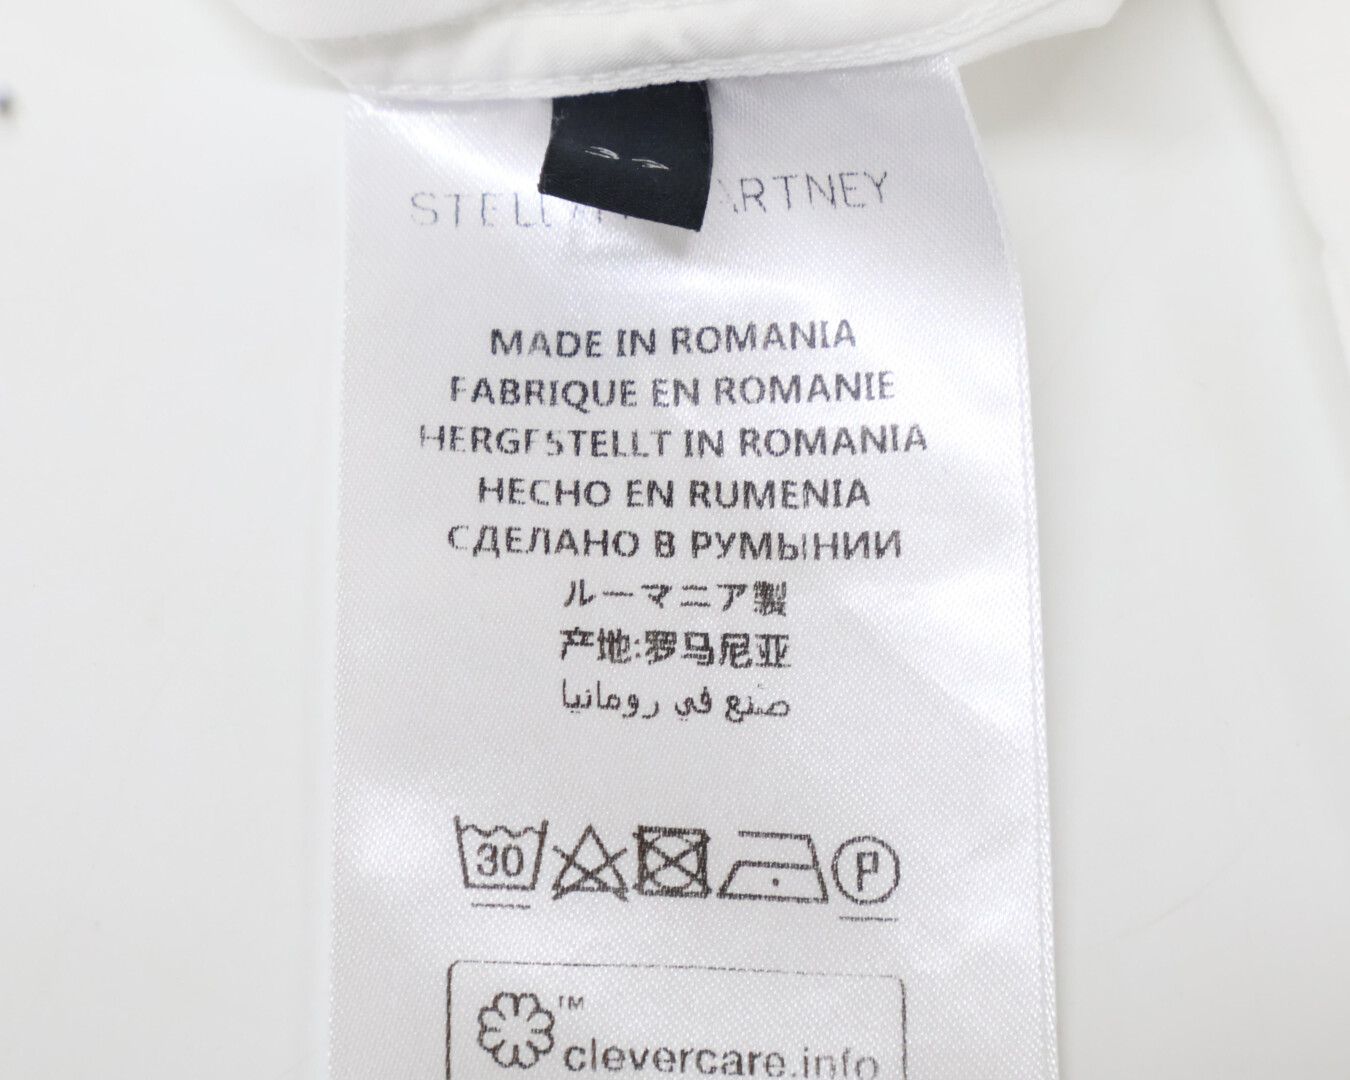 MADE IN ROMANIA
FABRIQUE EN ROMANIE
HERGESTELLT IN ROMANIA
HECHO EN RUMENIA
СДЕЛАНО В РУМЫНИИ
ルーマニア製
产地:罗马尼亚
صنع في رومانيا
30 P
TM
clevercare.info